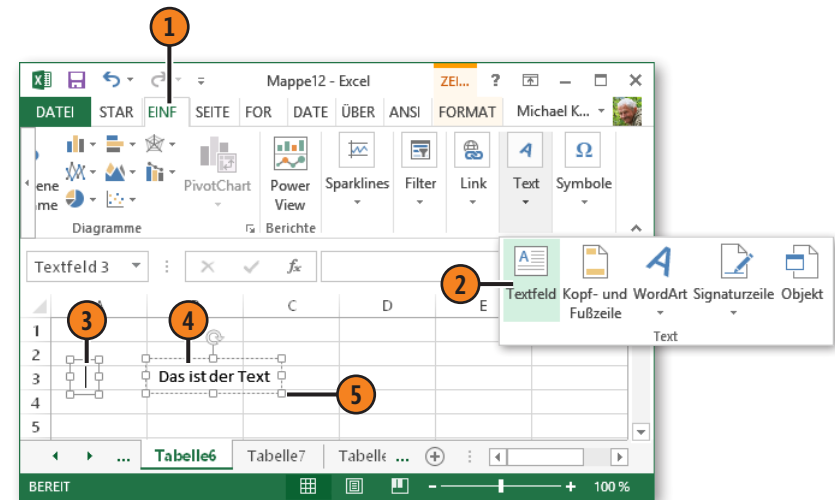 1
Mappe12 - Excel
ZEI...
?
DATEI STAR EINF SEITE FOR DATE ÜBER ANSI FORMAT Michael K...
ene
me
PivotChart
Power
View
Sparklines
Filter
Link
Text
Symbole
Diagramme
Berichte
Textfeld 3
fx
2
Textfeld
Kopf- und
Fußzeile
WordArt
Signaturzeile
Objekt
Text
C D E
3
4
1
2
3
4
5
Das ist der Text
5
... Tabelle6 Tabelle7 Tabelle ...
BEREIT
100 %